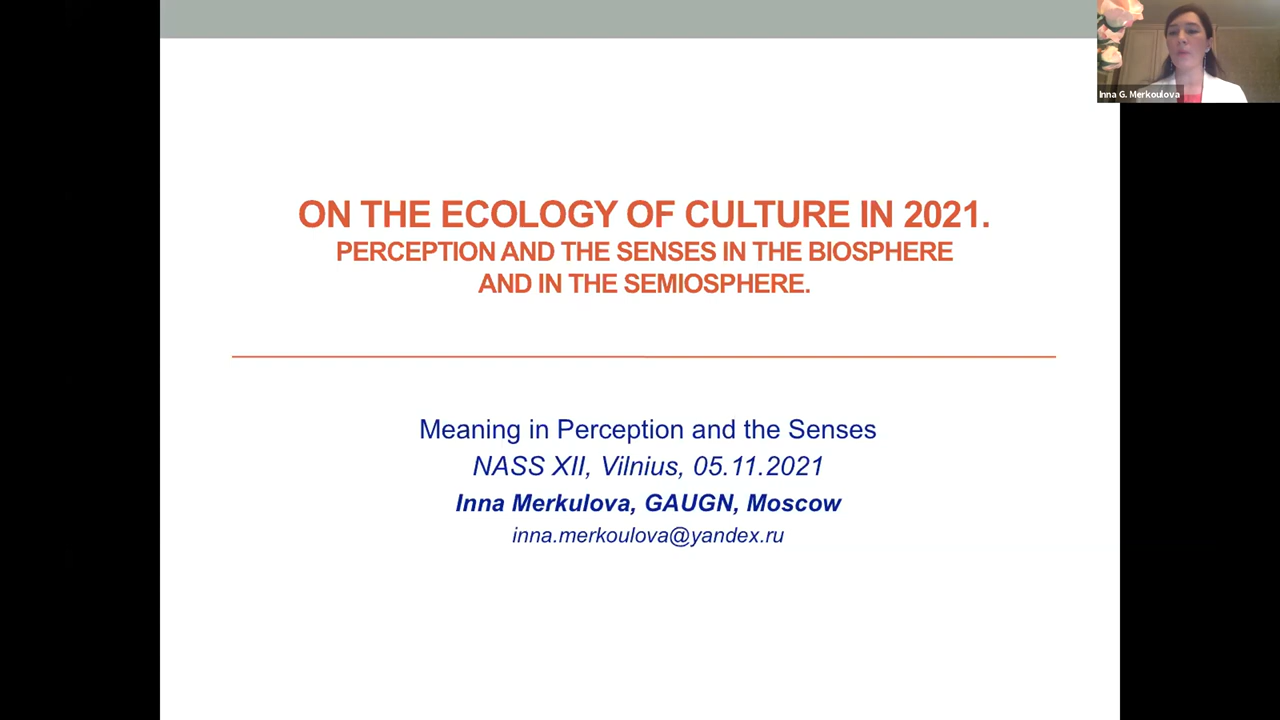 Inna G. Merkoulova
ON THE ECOLOGY OF CULTURE IN 2021.
PERCEPTION AND THE SENSES IN THE BIOSPHERE
AND IN THE SEMIOSPHERE.
Meaning in Perception and the Senses
NASS XII, Vilnius, 05.11.2021
Inna Merkulova, GAUGN, Moscow
inna.merkoulova@yandex.ru